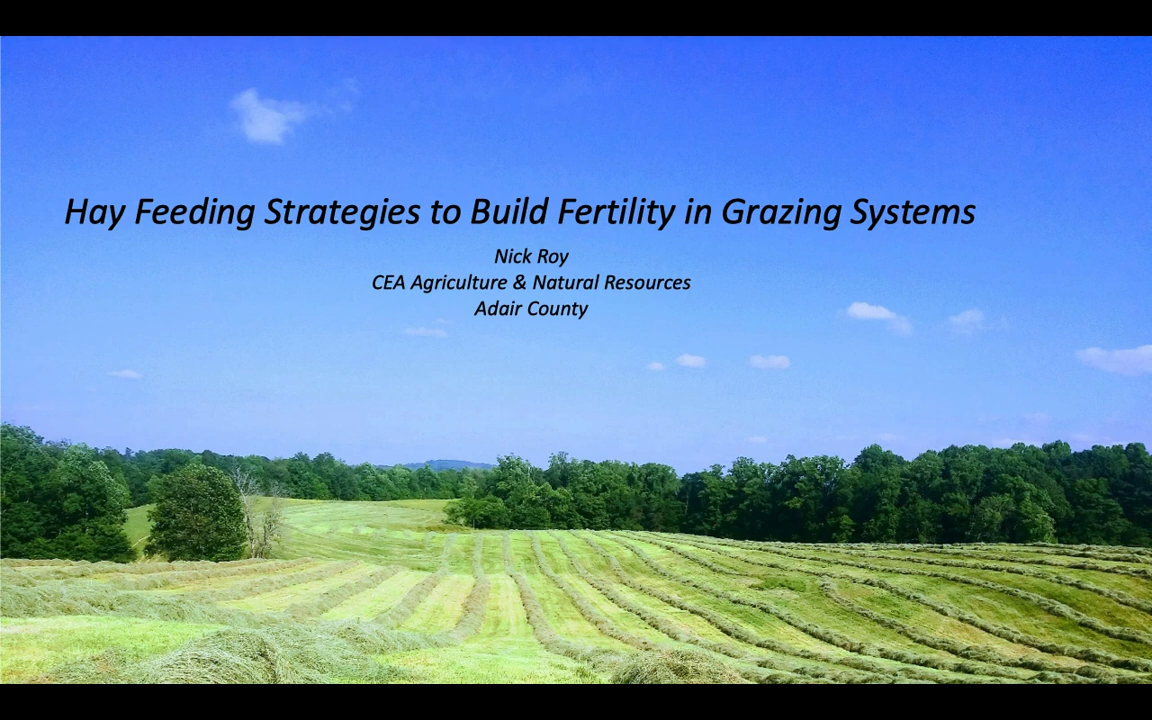 Hay Feeding Strategies to Build Fertility in Grazing Systems
Nick Roy
CEA Agriculture & Natural Resources
Adair County